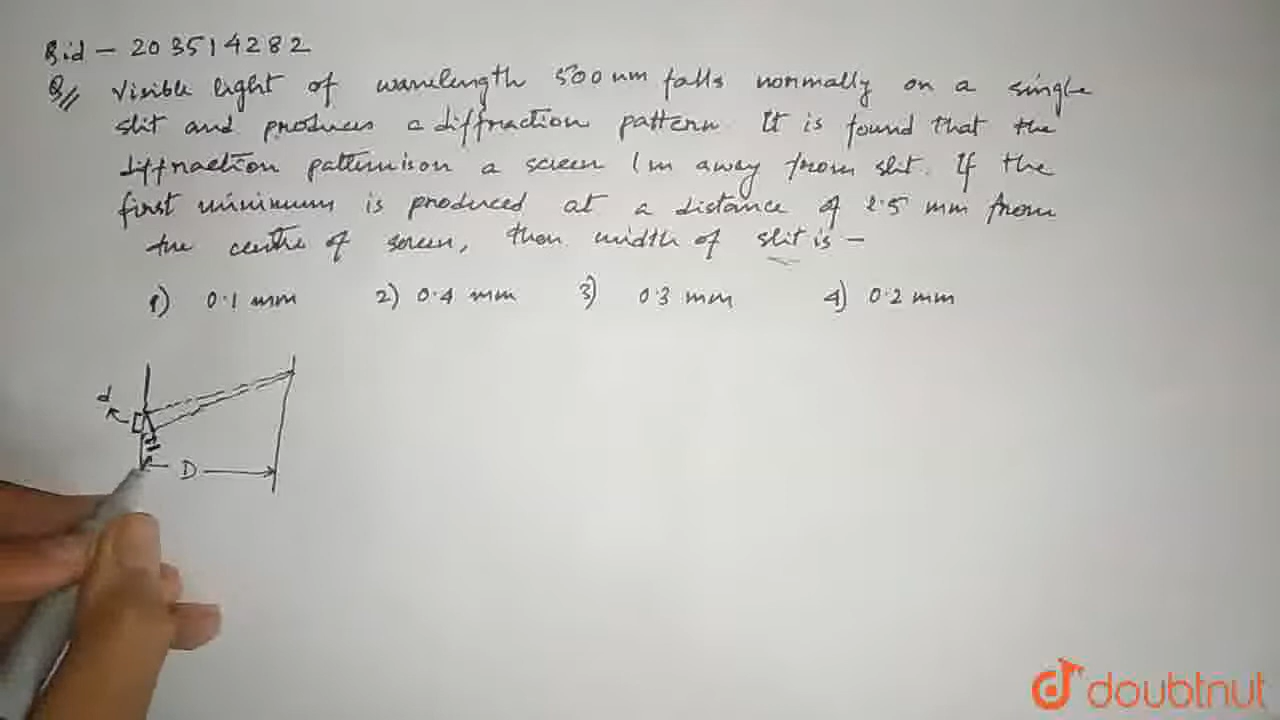 Bid - 203514282
Q// Visible light of wavelength 500 nm falls normally on a single
slit and produces a diffraction pattern. It is found that the
diffraction pattern is on a screen 1 m away from slit. If the
first minimum is produced at a distance of 2.5 mm from
the centre of screen, then width of slit is -
1) 0.1 mm 2) 0.4 mm 3) 0.3 mm 4) 0.2 mm
d
D
doubtnut